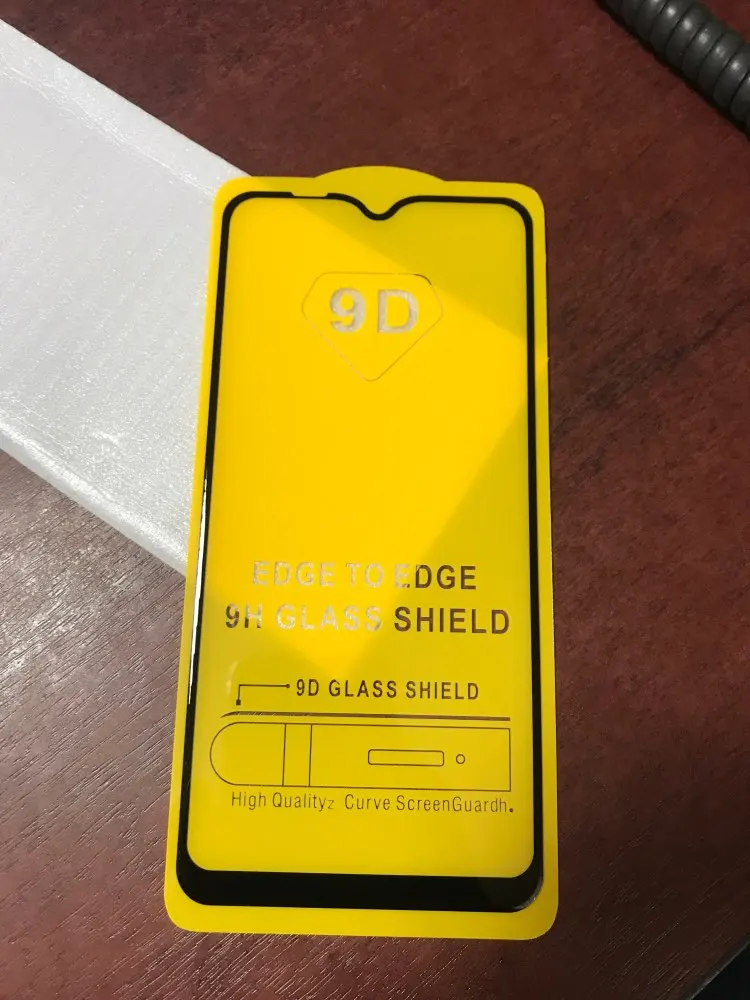 9D
EDGE TO EDGE
9H GLASS SHIELD
9D GLASS SHIELD
High Qualityz Curve ScreenGuardh.